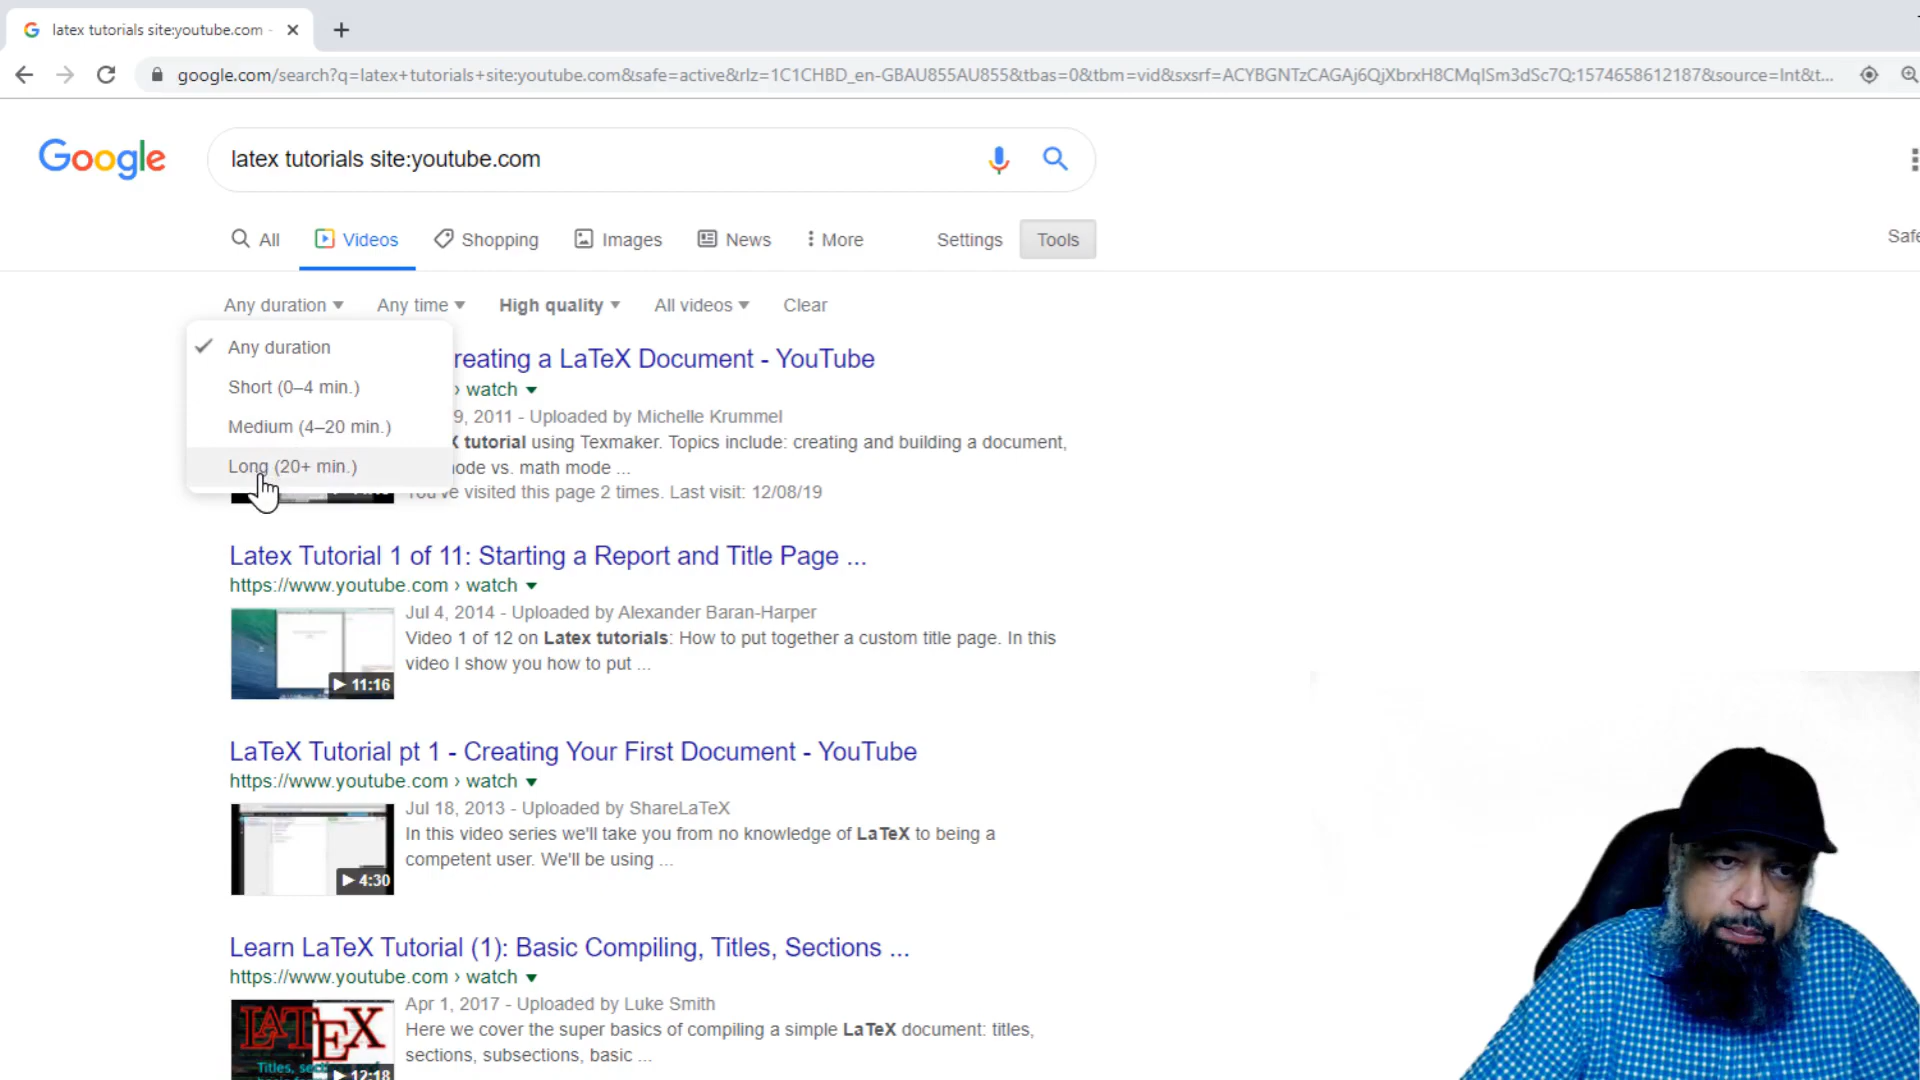 latex tutorials site:youtube.com -
google.com/search?q=latex+tutorials+site:youtube.com&safe=active&rlz=1C1CHBD_en-GBAU855AU855&tbas=0&tbm=vid&sxsrf=ACYBGNTzCAGAj6QjXbrxH8CMqISm3dSc7Q:1574658612187&source=lnt&t...
Google
latex tutorials site:youtube.com
All Videos Shopping Images News More Settings Tools
Safe
Any duration Any time High quality All videos Clear
Any duration
Short (0–4 min.)
Medium (4–20 min.)
Long (20+ min.)
reating a LaTeX Document - YouTube
› watch
9, 2011 - Uploaded by Michelle Krummel
X tutorial using Texmaker. Topics include: creating and building a document,
ode vs. math mode ...
You've visited this page 2 times. Last visit: 12/08/19
Latex Tutorial 1 of 11: Starting a Report and Title Page ...
https://www.youtube.com › watch
Jul 4, 2014 - Uploaded by Alexander Baran-Harper
Video 1 of 12 on Latex tutorials: How to put together a custom title page. In this
video I show you how to put ...
11:16
LaTeX Tutorial pt 1 - Creating Your First Document - YouTube
https://www.youtube.com › watch
Jul 18, 2013 - Uploaded by ShareLaTeX
In this video series we'll take you from no knowledge of LaTeX to being a
competent user. We'll be using ...
4:30
Learn LaTeX Tutorial (1): Basic Compiling, Titles, Sections ...
https://www.youtube.com › watch
Apr 1, 2017 - Uploaded by Luke Smith
Here we cover the super basics of compiling a simple LaTeX document: titles,
sections, subsections, basic ...
LATEX
Titles,
12:18